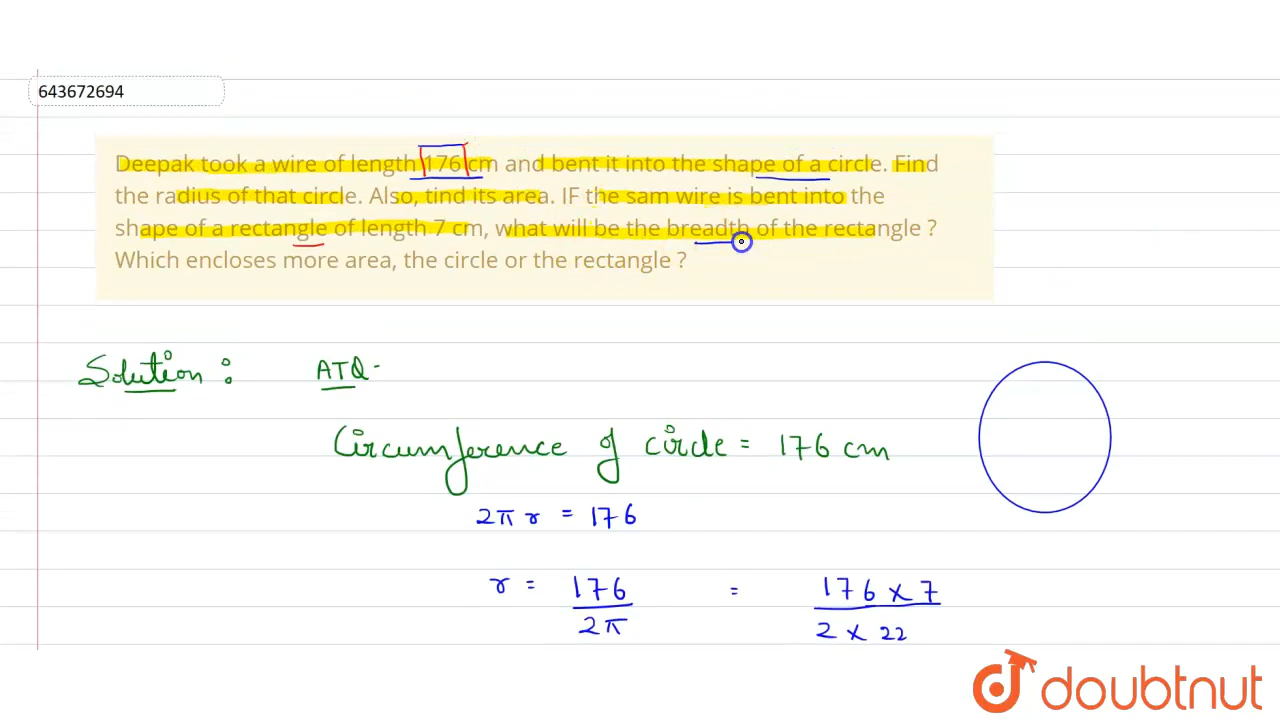 643672694
Deepak took a wire of length 176 cm and bent it into the shape of a circle. Find
the radius of that circle. Also, tind its area. IF the sam wire is bent into the
shape of a rectangle of length 7 cm, what will be the breadth of the rectangle ?
Which encloses more area, the circle or the rectangle ?
Solution : ATQ -
Circumference of circle = 176 cm
2π r = 176
r = 176 / 2π = 176 × 7 / 2 × 22
doubtnut